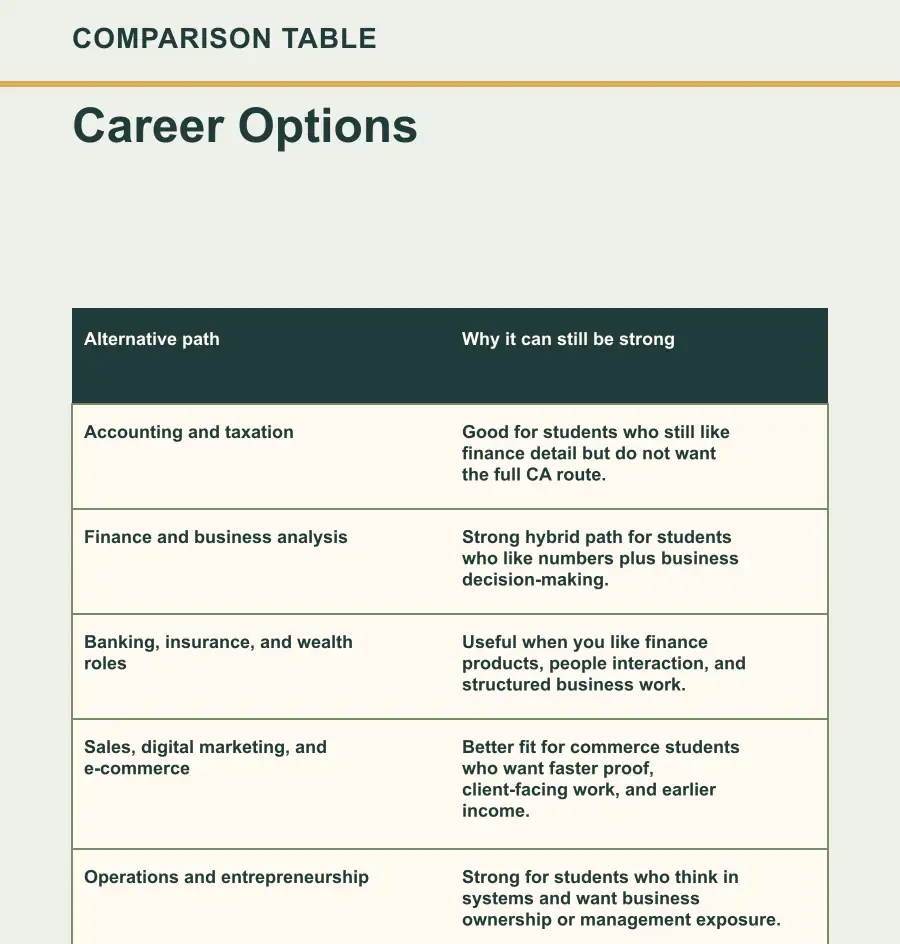 COMPARISON TABLE
Career Options
Alternative path
Why it can still be strong
Accounting and taxation
Good for students who still like
finance detail but do not want
the full CA route.
Finance and business analysis
Strong hybrid path for students
who like numbers plus business
decision-making.
Banking, insurance, and wealth
roles
Useful when you like finance
products, people interaction, and
structured business work.
Sales, digital marketing, and
e-commerce
Better fit for commerce students
who want faster proof,
client-facing work, and earlier
income.
Operations and entrepreneurship
Strong for students who think in
systems and want business
ownership or management exposure.